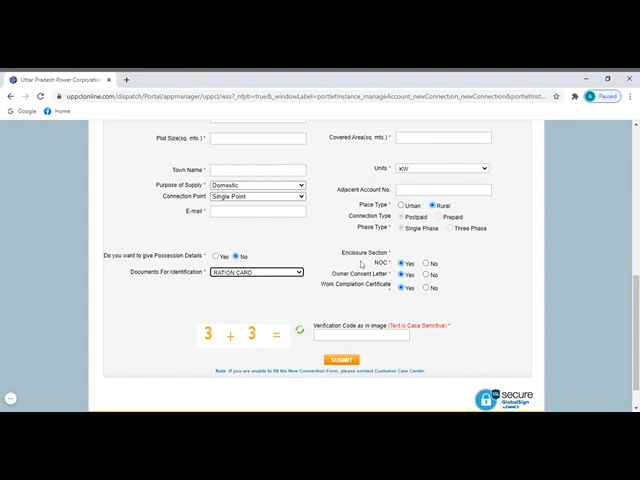 Uttar Pradesh Power Corporation
uppclonline.com/dispatch/Portal/appmanager/uppcl/wss?_nfpb=true&_windowLabel=portletInstance_manageAccount_newConnection_newConnection&portletInst...
A Paused
Google Home
Plot Size(sq. mts.) * Covered Area(sq. mts.) *
Town Name * Units * KW
Purpose of Supply * Domestic
Adjacent Account No.
Connection Point Single Point
Place Type * Urban Rural
E-mail * Connection Type Postpaid Prepaid
Phase Type * Single Phase Three Phase
Do you want to give Possession Details * Yes No Enclosure Section *
NOC * Yes No
Documents For Identification * RATION CARD Owner Consent Letter * Yes No
Work Completion Certificate * Yes No
3 + 3 = Verification Code as in image (Text is Case Sensitive) *
SUBMIT
Note: If you are unable to fill the New Connection Form, please contact Customer Care Center.
SSL secure
GlobalSign
by GMO